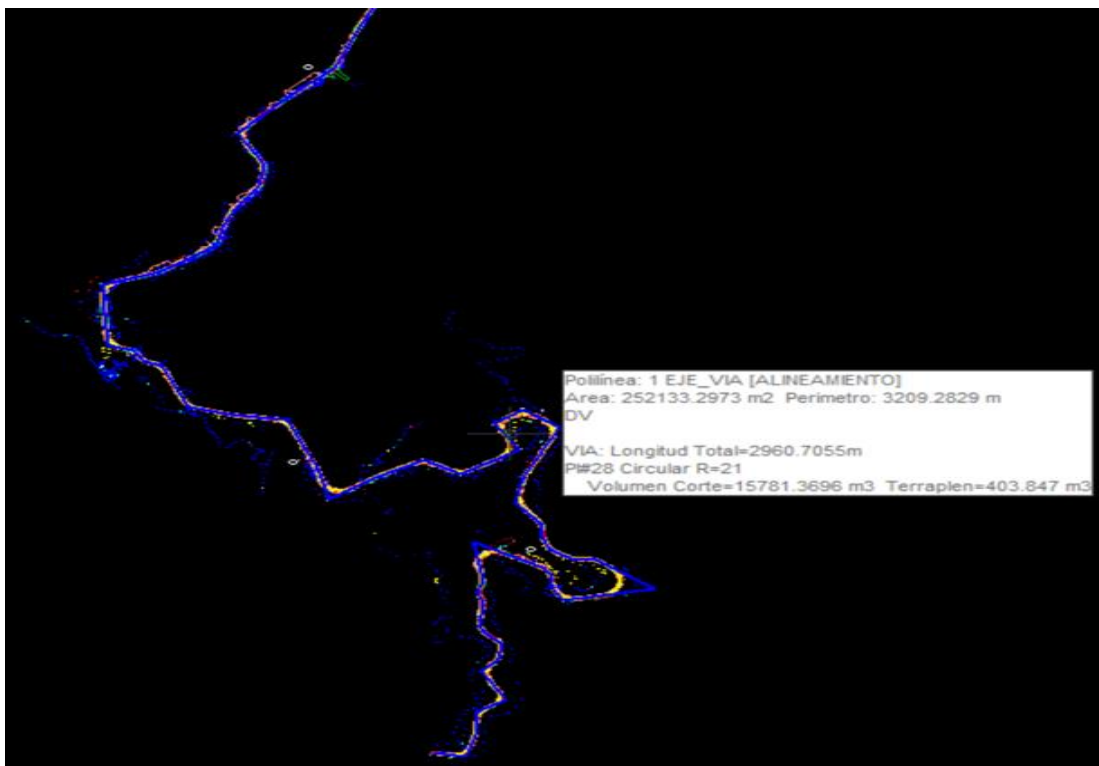 Polilínea: 1 EJE_VIA [ALINEAMIENTO]
Area: 252133.2973 m2 Perimetro: 3209.2829 m
DV
VIA: Longitud Total=2960.7055m
PI#28 Circular R=21
Volumen Corte=15781.3696 m3 Terraplen=403.847 m3